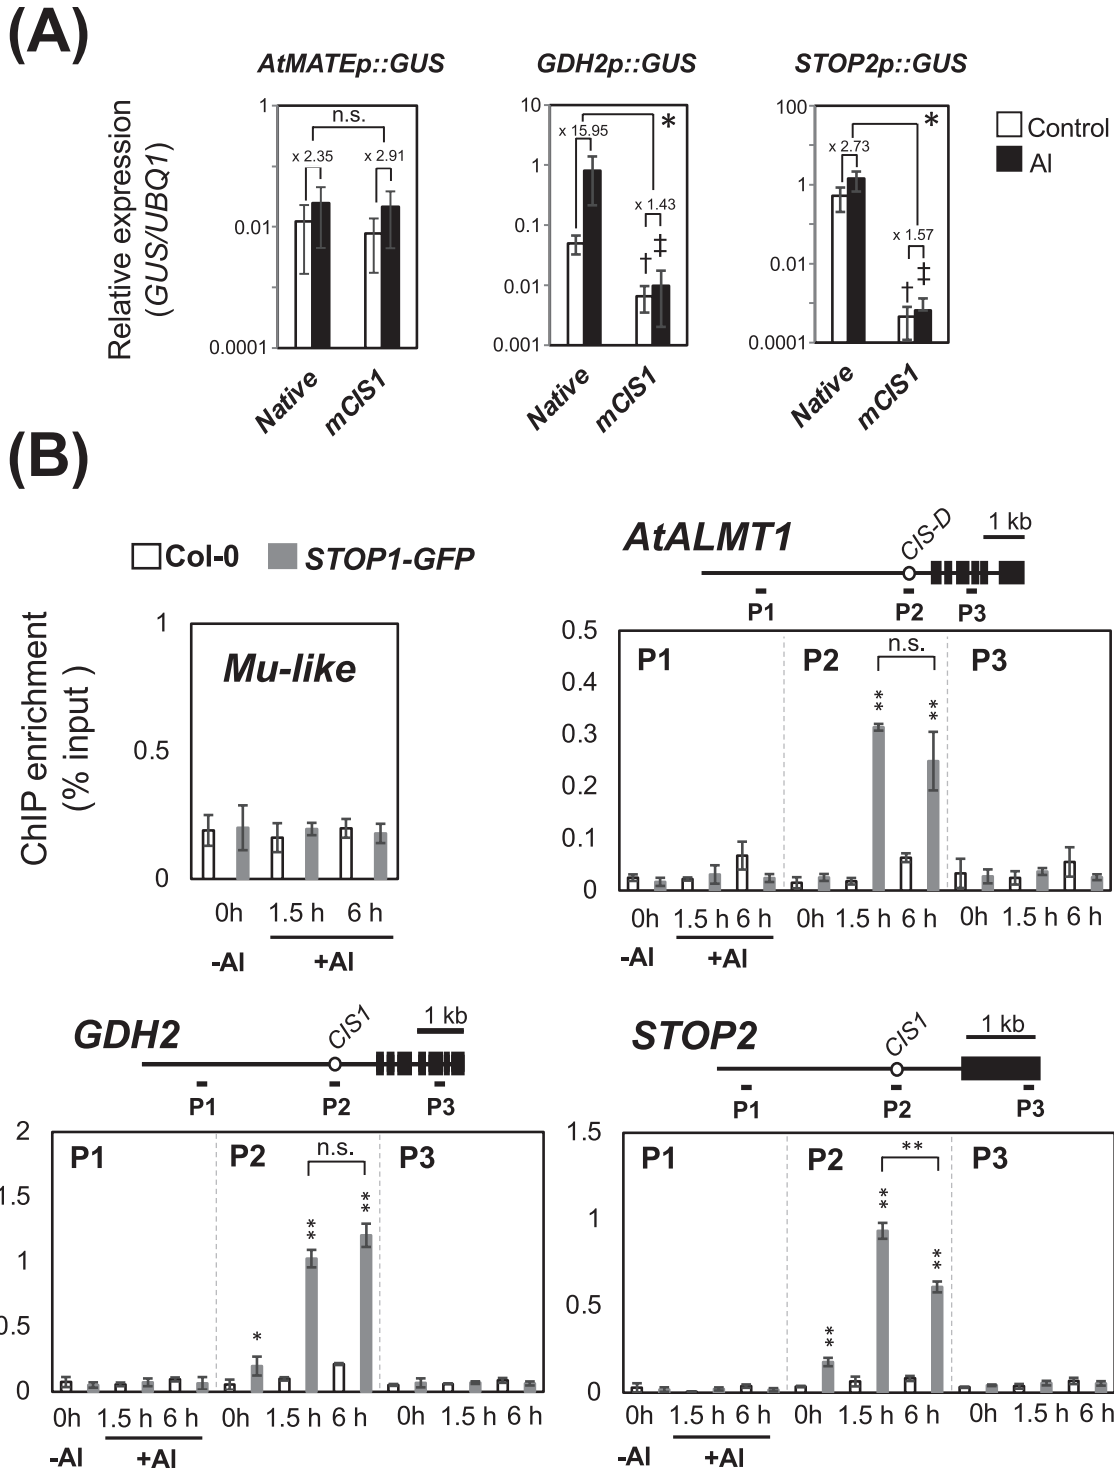 (A)
AtMATEp::GUS
GDH2p::GUS
STOP2p::GUS
Relative expression
(GUS/UBQ1)
1
0.01
0.0001
n.s.
x 2.35
x 2.91
Native
mCIS1
10
1
0.1
0.01
0.001
x 15.95
*
x 1.43
†
‡
Native
mCIS1
100
1
0.01
0.0001
x 2.73
*
x 1.57
†
‡
Native
mCIS1
Control
Al
(B)
Col-0
STOP1-GFP
ChIP enrichment
(% input )
1
0.5
0
Mu-like
0h
1.5 h
6 h
-Al
+Al
AtALMT1
CIS-D
1 kb
P1
P2
P3
0.5
0.4
0.3
0.2
0.1
0
P1
P2
P3
n.s.
**
**
0h
1.5 h
6 h
0h
1.5 h
6 h
0h
1.5 h
6 h
-Al
+Al
GDH2
CIS1
1 kb
P1
P2
P3
2
1.5
1
0.5
0
P1
P2
P3
n.s.
*
**
**
0h
1.5 h
6 h
0h
1.5 h
6 h
0h
1.5 h
6 h
-Al
+Al
STOP2
CIS1
1 kb
P1
P2
P3
1.5
1
0.5
0
P1
P2
P3
**
**
**
**
0h
1.5 h
6 h
0h
1.5 h
6 h
0h
1.5 h
6 h
-Al
+Al